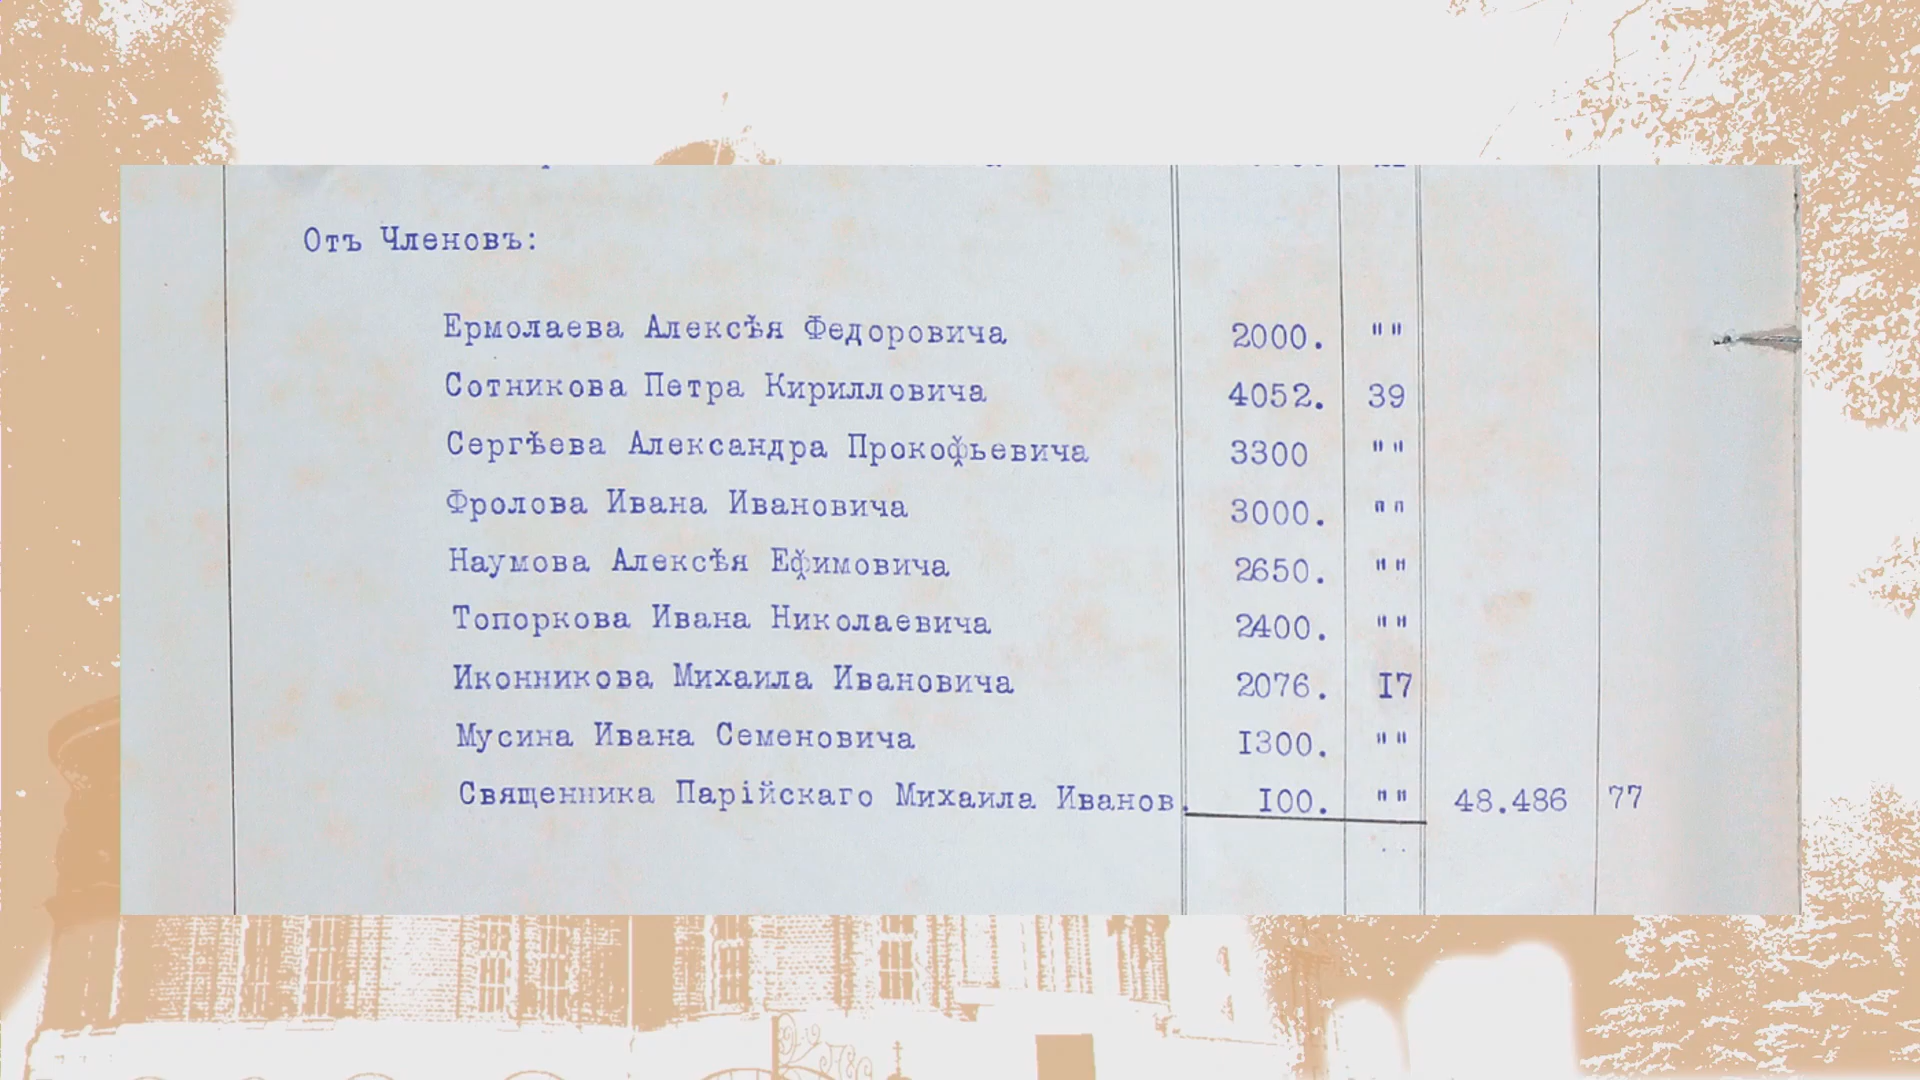 Отъ Членовъ:
Ермолаева Алексѣя Федоровича 2000. " "
Сотникова Петра Кирилловича 4052. 39
Сергѣева Александра Прокофьевича 3300 " "
Фролова Ивана Ивановича 3000. " "
Наумова Алексѣя Ефимовича 2650. " "
Топоркова Ивана Николаевича 2400. " "
Иконникова Михаила Ивановича 2076. I7
Мусина Ивана Семеновича I300. " "
Священника Парійскаго Михаила Иванов. I00. " " 48.486 77